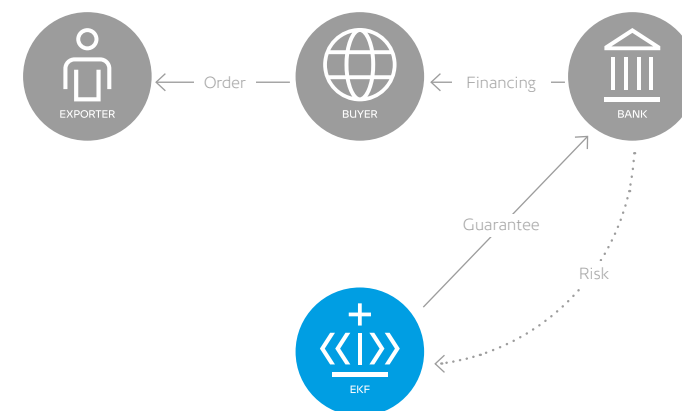 Order
Financing
EXPORTER
BUYER
BANK
Guarantee
Risk
EKF